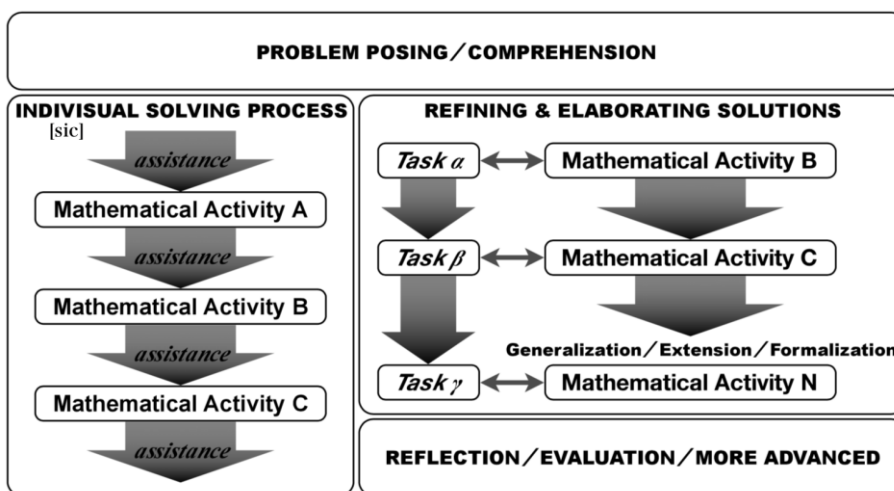 PROBLEM POSING／COMPREHENSION
INDIVISUAL SOLVING PROCESS
[sic]
assistance
Mathematical Activity A
assistance
Mathematical Activity B
assistance
Mathematical Activity C
assistance
REFINING & ELABORATING SOLUTIONS
Task α
Mathematical Activity B
Task β
Mathematical Activity C
Generalization／Extension／Formalization
Task γ
Mathematical Activity N
REFLECTION／EVALUATION／MORE ADVANCED